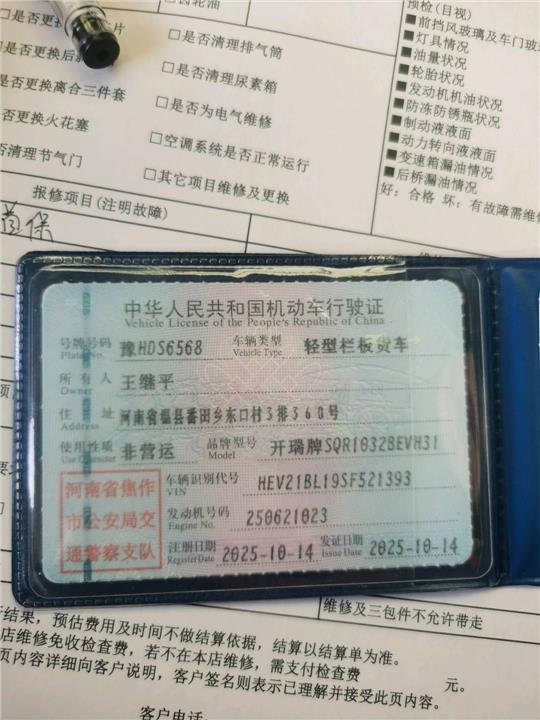 预检(目视)
■前挡风玻璃及车门玻
■灯具情况
■油量状况
■轮胎状况
■发动机机油状况
■防冻防锈瓶状况
■制动液液面
■动力转向液液面
■变速箱漏油情况
■后桥漏油情况
好：合格 坏：有故障需维
□齿轮油
□是否清理排气筒
□是否清理尿素箱
□是否为电气维修
□空调系统是否正常运行
□其它项目维修及更换
是否更换离合三件套
否更换火花塞
否清理节气门
报修项目(注明故障)
首保
中华人民共和国机动车行驶证
Vehicle License of the People's Republic of China
号牌号码 豫HDS6568 车辆类型 轻型栏板货车
Plate No. Vehicle Type
所有人 王继平
Owner
住址 河南省温县番田乡东口村3排360号
Address
使用性质 非营运 品牌型号 开瑞牌SQR1032BEVH31
Use Character Model
河南省焦作
市公安局交
通警察支队
车辆识别代号 HEV21BL19SF521393
VIN
发动机号码 250621023
Engine No.
注册日期 2025-10-14 发证日期 2025-10-14
Register Date Issue Date
维修及三包件不允许带走
结果，预估费用及时间不做结算依据，结算以结算单为准。
店维修免收检查费，若不在本店维修，需支付检查费 元。
页内容详细向客户说明，客户签名则表示已理解并接受此页内容。
客户电话